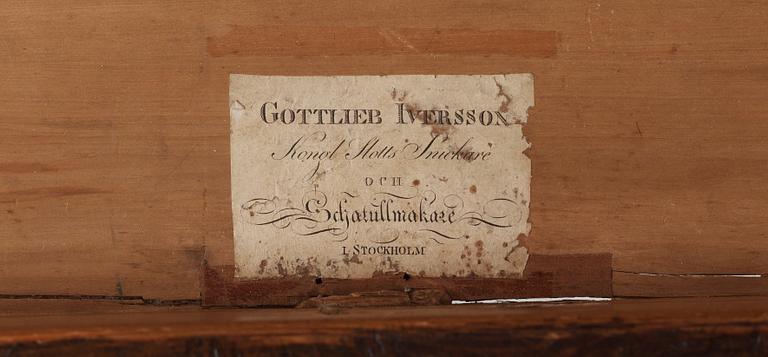 GOTTLIEB IVERSSON
Kongl Slotts Snickare
OCH
Schatullmakare
I STOCKHOLM